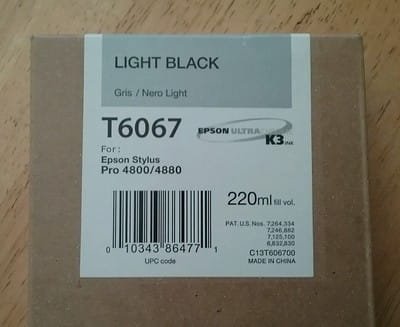 LIGHT BLACK
Gris / Nero Light
T6067
EPSON ULTRA
K3 INK
For :
Epson Stylus
Pro 4800/4880
220ml fill vol.
PAT. U.S. Nos. 7,264,334
7,246,882
7,125,100
6,832,830
0 10343 86477 1
UPC code
C13T606700
MADE IN CHINA